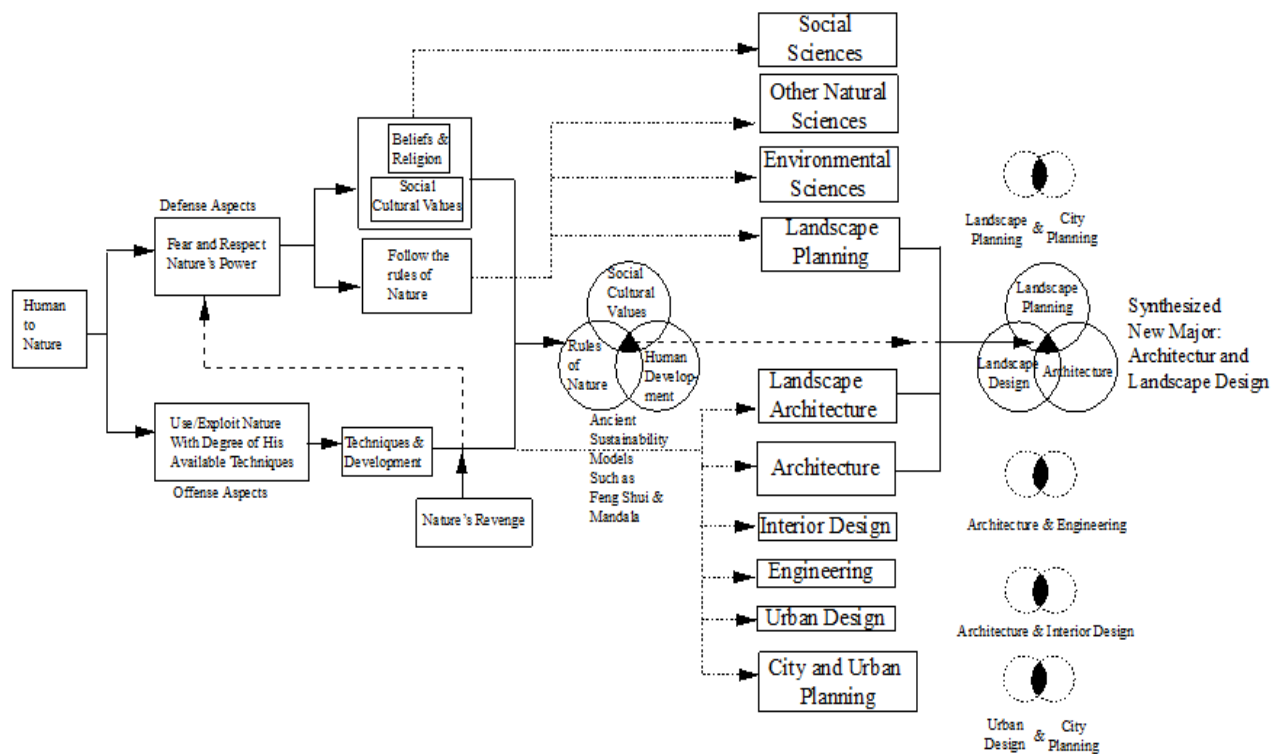 Social
Sciences
Other Natural
Sciences
Beliefs &
Religion
Social
Cultural Values
Environmental
Sciences
Defense Aspects
Fear and Respect
Nature's Power
Follow the
rules of
Nature
Landscape
Planning
Landscape
Planning
&
City
Planning
Human
to
Nature
Social
Cultural
Values
Rules
of
Nature
Human
Develop-
ment
Landscape
Planning
Landscape
Design
Architecture
Synthesized
New Major:
Architectur and
Landscape Design
Use/Exploit Nature
With Degree of His
Available Techniques
Offense Aspects
Techniques &
Development
Nature's Revenge
Ancient
Sustainability
Models
Such as
Feng Shui &
Mandala
Landscape
Architecture
Architecture
Interior Design
Engineering
Urban Design
City and Urban
Planning
Architecture & Engineering
Architecture & Interior Design
Urban
Design
&
City
Planning